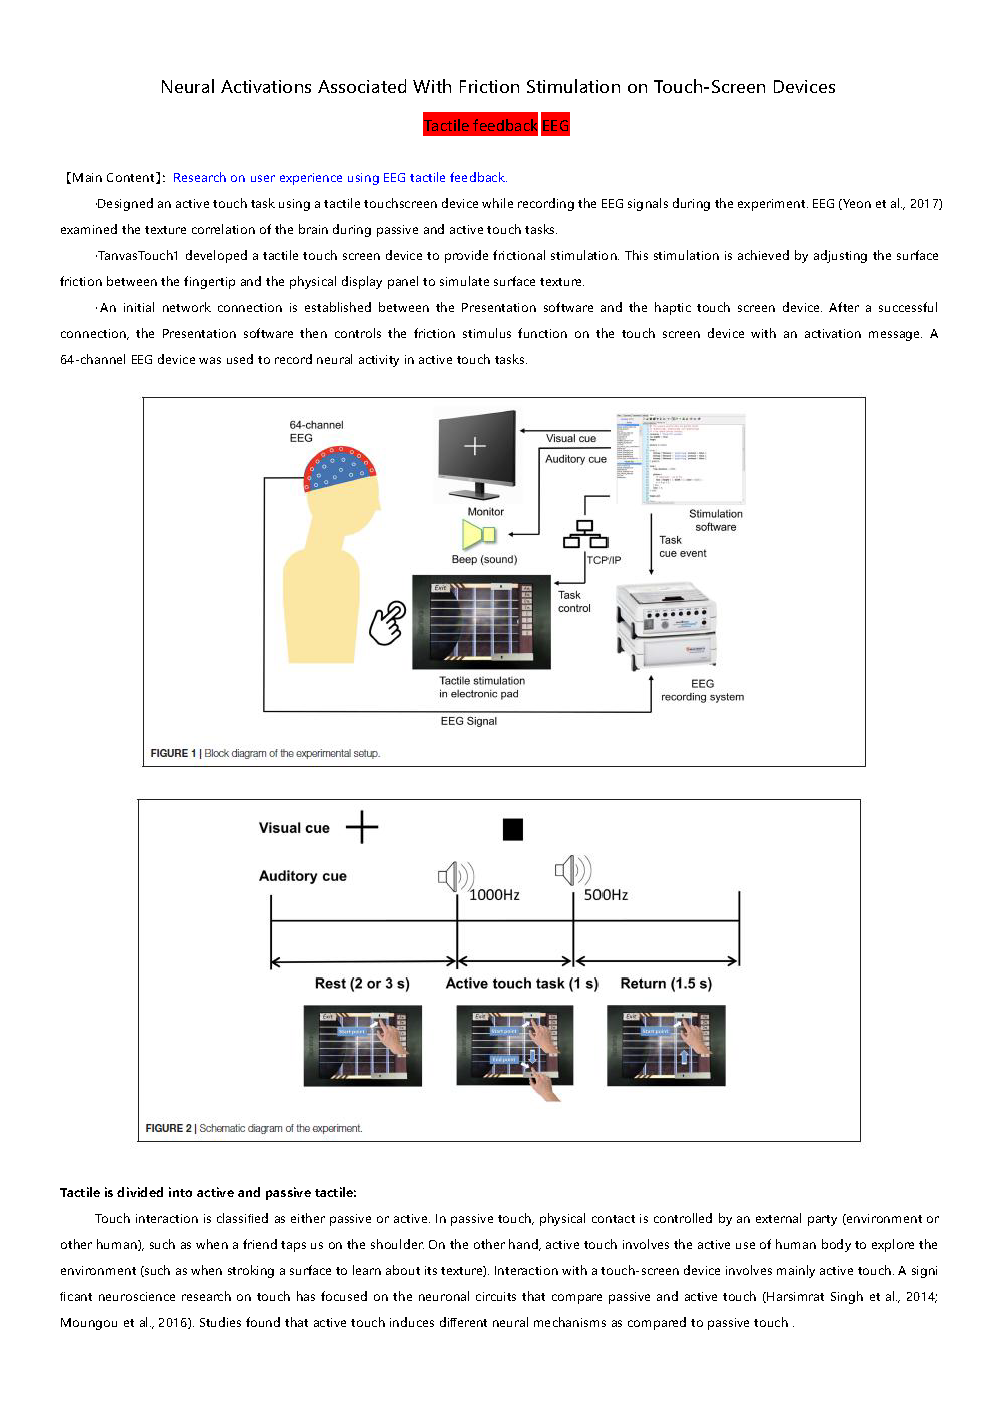 Neural Activations Associated With Friction Stimulation on Touch-Screen Devices
Tactile feedback EEG
【Main Content】: Research on user experience using EEG tactile feedback.
·Designed an active touch task using a tactile touchscreen device while recording the EEG signals during the experiment. EEG (Yeon et al., 2017)
examined the texture correlation of the brain during passive and active touch tasks.
·TanvasTouch1 developed a tactile touch screen device to provide frictional stimulation. This stimulation is achieved by adjusting the surface
friction between the fingertip and the physical display panel to simulate surface texture.
·An initial network connection is established between the Presentation software and the haptic touch screen device. After a successful
connection, the Presentation software then controls the friction stimulus function on the touch screen device with an activation message. A
64-channel EEG device was used to record neural activity in active touch tasks.
64-channel
EEG
Visual cue
Auditory cue
Monitor
Stimulation
software
Beep (sound)
TCP/IP
Task
cue event
Exit
Task
control
Tactile stimulation
in electronic pad
EEG
recording system
EEG Signal
FIGURE 1 | Block diagram of the experimental setup.
Visual cue
Auditory cue
1000Hz
500Hz
Rest (2 or 3 s)
Active touch task (1 s)
Return (1.5 s)
Exit
Start point
Exit
Start point
End point
Exit
Start point
FIGURE 2 | Schematic diagram of the experiment.
Tactile is divided into active and passive tactile:
Touch interaction is classified as either passive or active. In passive touch, physical contact is controlled by an external party (environment or
other human), such as when a friend taps us on the shoulder. On the other hand, active touch involves the active use of human body to explore the
environment (such as when stroking a surface to learn about its texture). Interaction with a touch-screen device involves mainly active touch. A signi
ficant neuroscience research on touch has focused on the neuronal circuits that compare passive and active touch (Harsimrat Singh et al., 2014;
Moungou et al., 2016). Studies found that active touch induces different neural mechanisms as compared to passive touch .